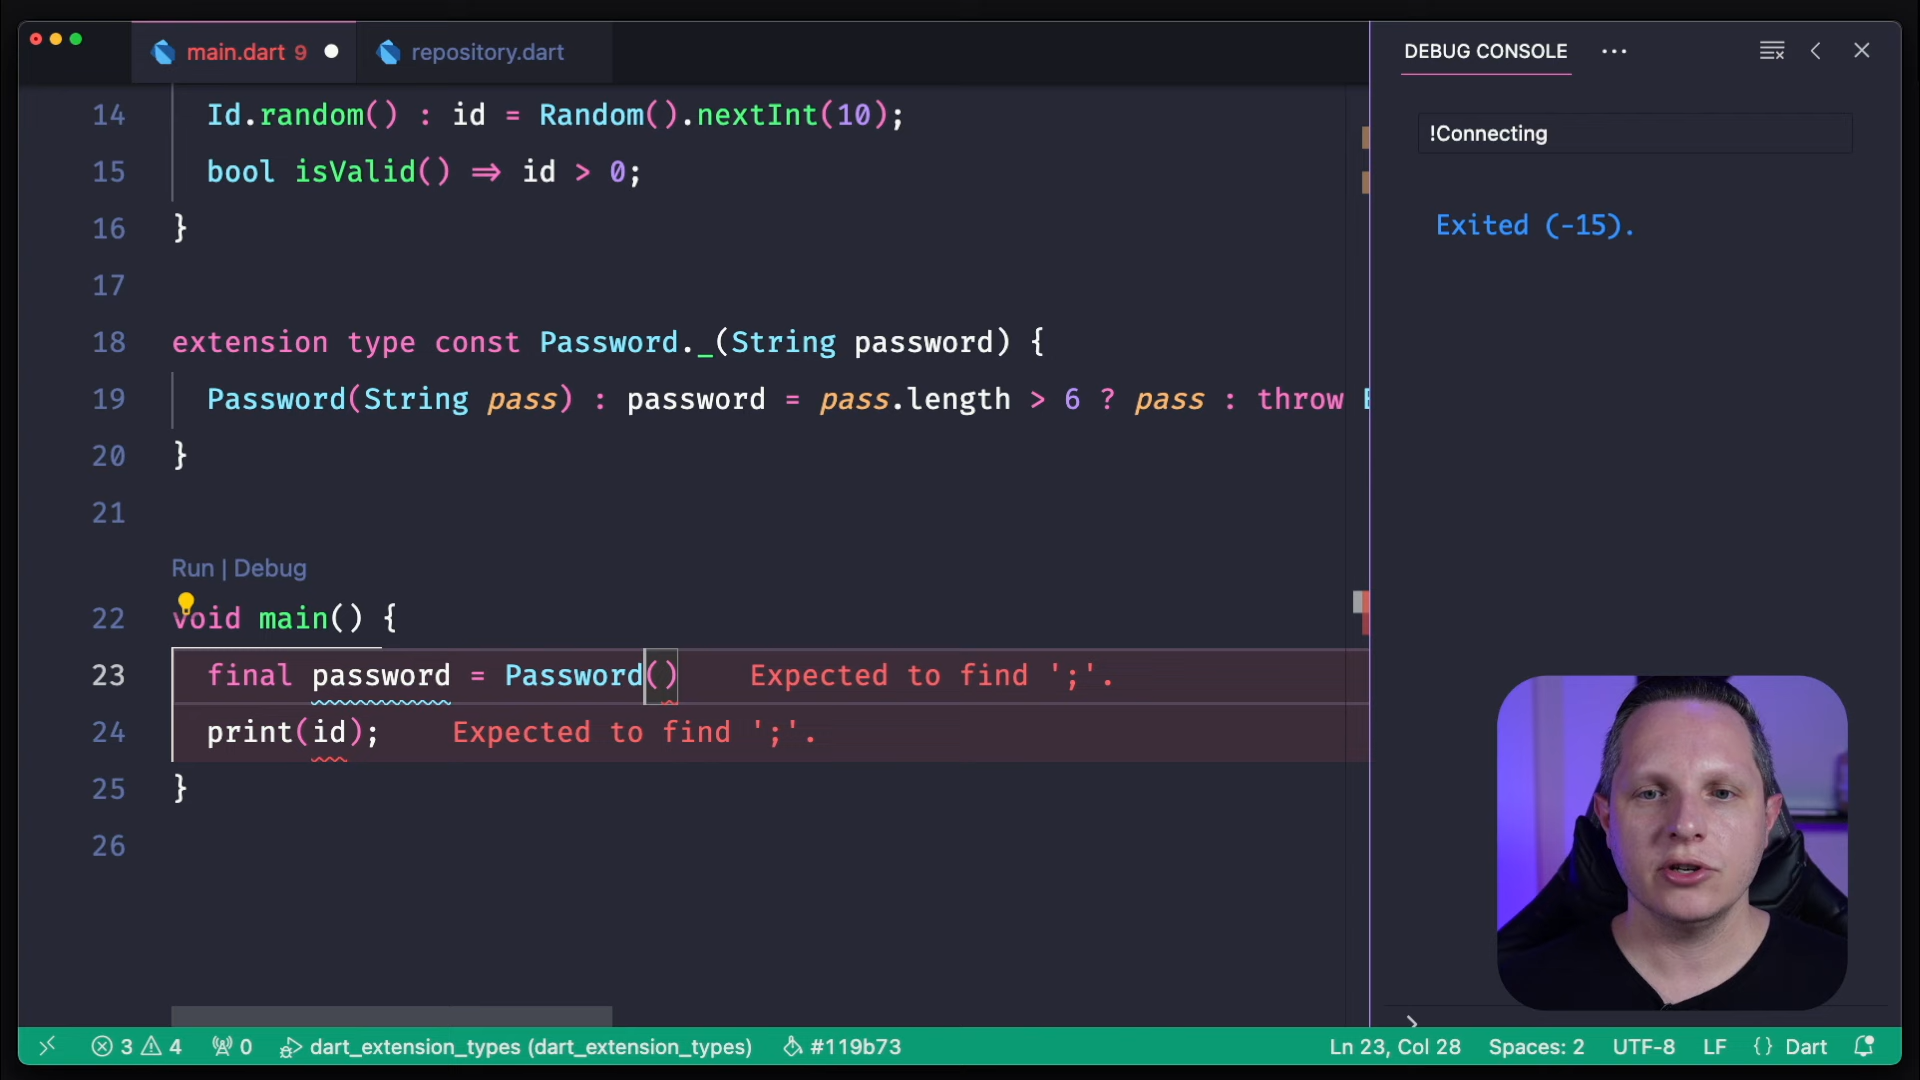 main.dart 9
repository.dart
DEBUG CONSOLE
!Connecting
Exited (-15).
14 Id.random() : id = Random().nextInt(10);
15 bool isValid() => id > 0;
16 }
17
18 extension type const Password._(String password) {
19 Password(String pass) : password = pass.length > 6 ? pass : throw
20 }
21
Run | Debug
22 void main() {
23 final password = Password() Expected to find ';'.
24 print(id); Expected to find ';'.
25 }
26
3 4 0 dart_extension_types (dart_extension_types) #119b73 Ln 23, Col 28 Spaces: 2 UTF-8 LF {} Dart